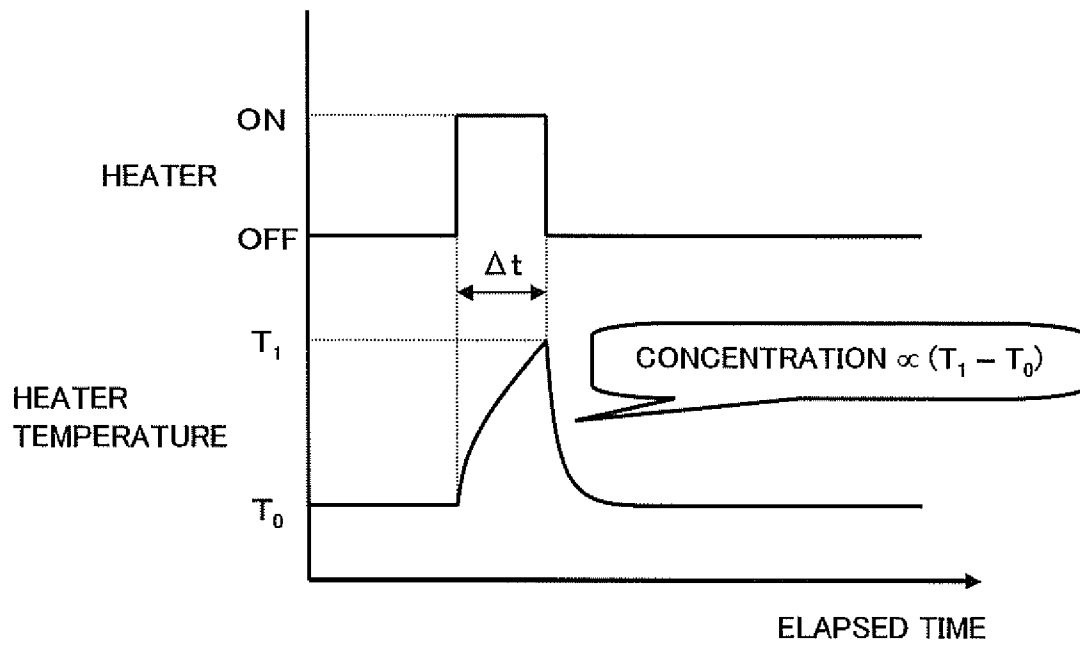 ON
HEATER
OFF
Δt
T₁
CONCENTRATION ∝ (T₁ − T₀)
HEATER
TEMPERATURE
T₀
ELAPSED TIME